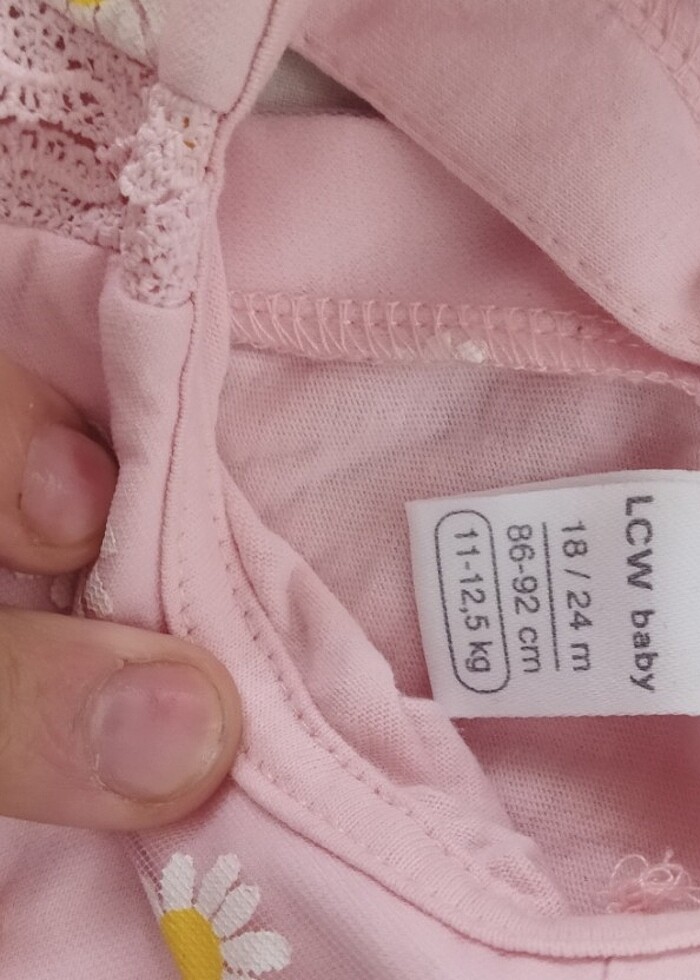 LCW baby
18 / 24 m
86-92 cm
11-12,5 kg